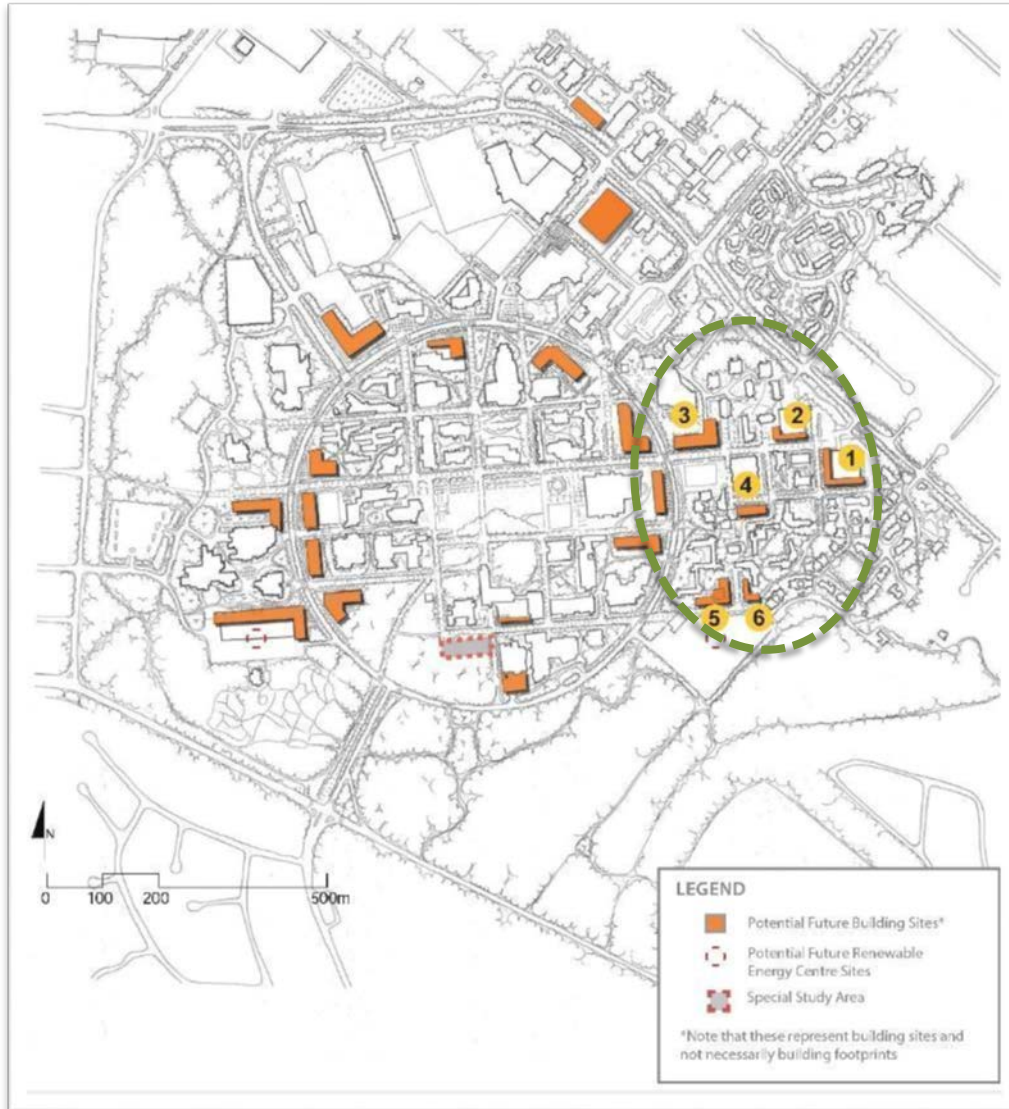 3
2
1
4
5
6
N
0
100
200
500m
LEGEND
Potential Future Building Sites*
Potential Future Renewable
Energy Centre Sites
Special Study Area
*Note that these represent building sites and
not necessarily building footprints